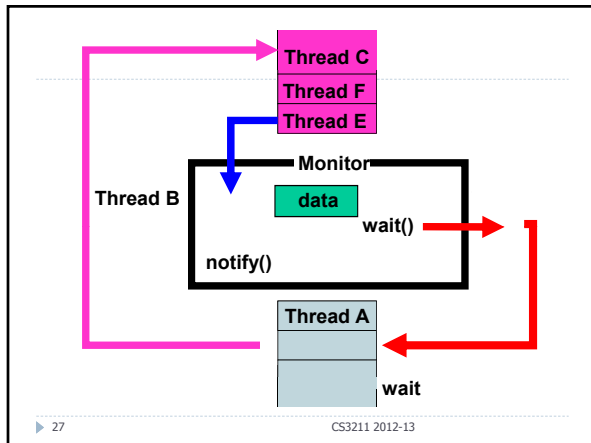 Thread C
Thread F
Thread E
Monitor
Thread B
data
wait()
notify()
Thread A
wait
27
CS3211 2012-13